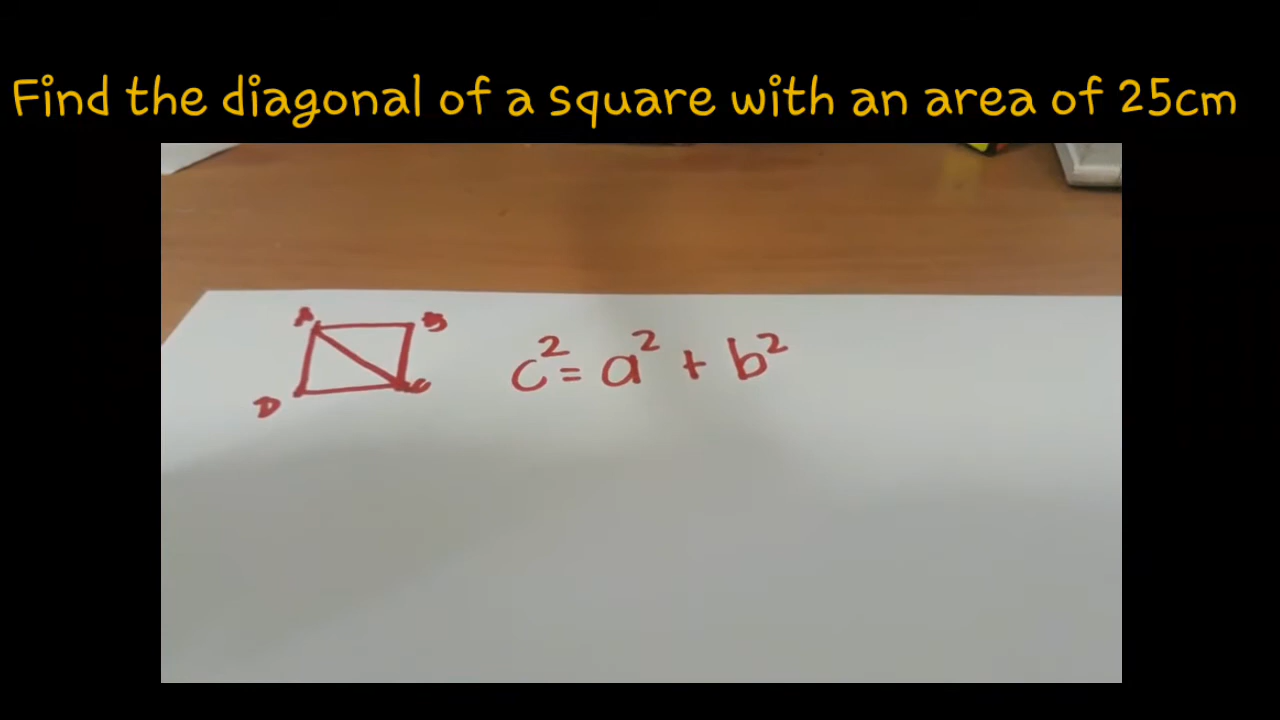 Find the diagonal of a square with an area of 25cm
A B
c² = a² + b²
D C